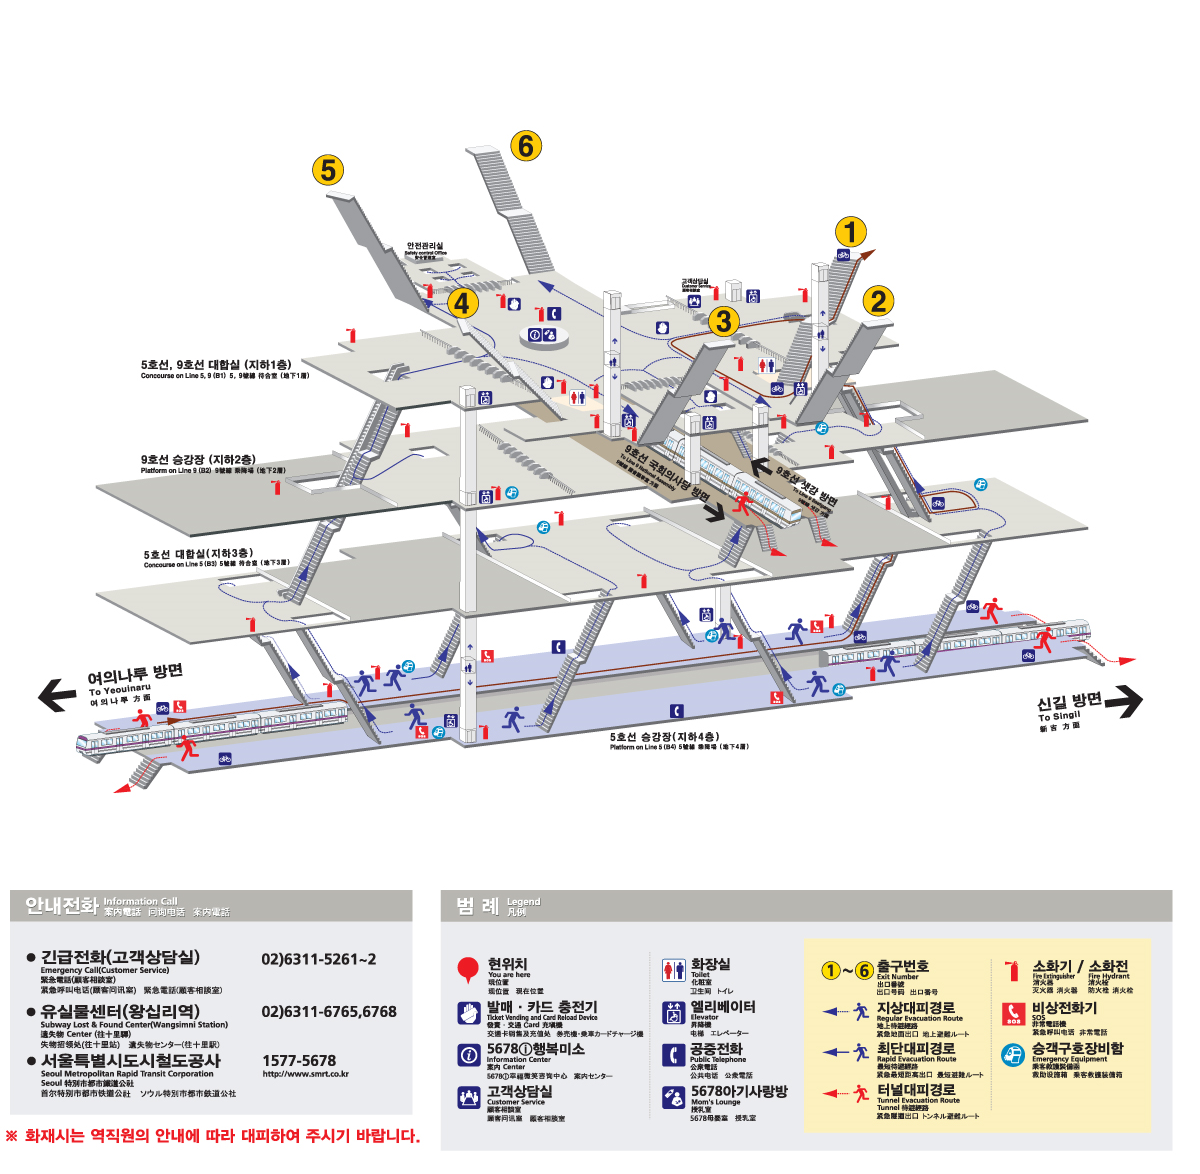 6
5
1
안전관리실
Safety control Office
고객상담실
Customer Service
顧客相談室
4
3
2
5호선, 9호선 대합실 (지하1층)
Concourse on Line 5, 9 (B1) 5, 9號線 待合室 (地下1層)
9호선 승강장 (지하2층)
Platform on Line 9 (B2) 9號線 乘降場 (地下2層)
9호선 국회의사당 방면
To Line 9 National Assembly
9호선 샛강 방면
5호선 대합실(지하3층)
Concourse on Line 5 (B3) 5號線 待合室 (地下3層)
여의나루 방면
To Yeouinaru
여의나루 方面
신길 방면
To Singil
新吉 方面
5호선 승강장(지하4층)
Platform on Line 5 (B4) 5號線 乘降場 (地下4層)
안내전화 Information Call
案內電話 问询电话 案内電話
● 긴급전화(고객상담실) 02)6311-5261~2
Emergency Call(Customer Service)
緊急電話(顧客相談室)
紧急呼叫电话(顾客问讯室) 緊急電話(顧客相談室)
● 유실물센터(왕십리역) 02)6311-6765,6768
Subway Lost & Found Center(Wangsimni Station)
遺失物 Center (往十里驛)
失物招领处(往十里站) 遺失物センター(往十里駅)
● 서울특별시도시철도공사 1577-5678
Seoul Metropolitan Rapid Transit Corporation http://www.smrt.co.kr
Seoul 特別市都市鐵道公社
首尔特别市都市铁道公社 ソウル特別市都市鉄道公社
※ 화재시는 역직원의 안내에 따라 대피하여 주시기 바랍니다.
범 례 Legend
凡例
현위치
You are here
現位置
现位置 現在位置
발매·카드 충전기
Ticket Vending and Card Reload Device
發賣·交通 Card 充塡機
交通卡销售及充值处 券売機·乗車カードチャージ機
5678ⓘ행복미소
Information Center
案內 Center
5678ⓘ幸福微笑咨询中心 案内センター
고객상담실
Customer Service
顧客相談室
顾客问讯室 顧客相談室
화장실
Toilet
化粧室
卫生间 トイレ
엘리베이터
Elevator
昇降機
电梯 エレベーター
공중전화
Public Telephone
公衆電話
公共电话 公衆電話
5678아기사랑방
Mom's Lounge
授乳室
5678母婴室 授乳室
1~6 출구번호
Exit Number
出口番號
出口号码 出口番号
지상대피경로
Regular Evacuation Route
地上待避經路
紧急地面出口 地上避難ルート
최단대피경로
Rapid Evacuation Route
最短待避經路
紧急最短距离出口 最短避難ルート
터널대피경로
Tunnel Evacuation Route
Tunnel 待避經路
紧急隧道出口 トンネル避難ルート
소화기 / 소화전
Fire Extinguisher Fire Hydrant
消火器 消火栓
灭火器 消火器 防火栓 消火栓
SOS
비상전화기
SOS
非常電話機
紧急呼叫电话 非常電話
승객구호장비함
Emergency Equipment
乘客救護裝備函
救助设施箱 乗客救護装備箱